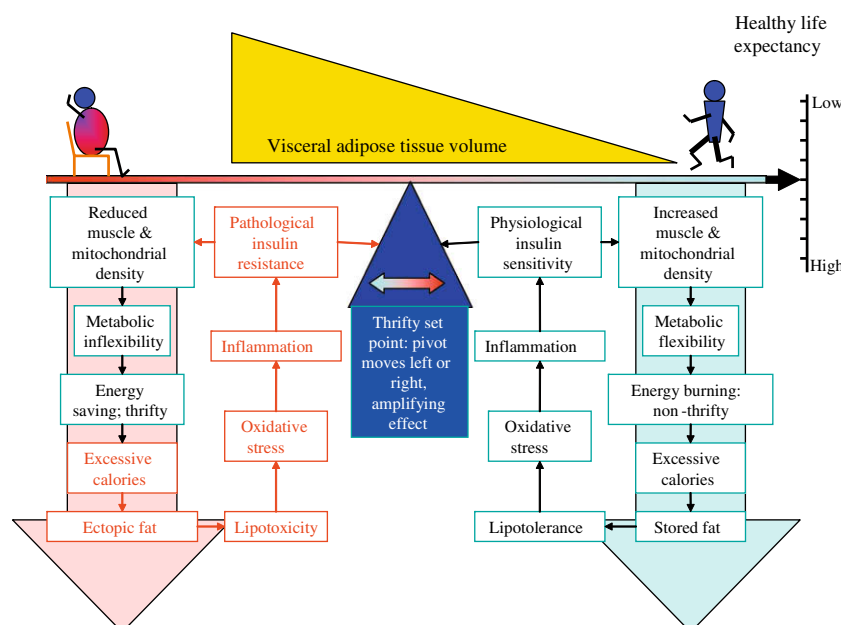 Healthy life
expectancy
Low
High
Visceral adipose tissue volume
Reduced
muscle &
mitochondrial
density
Metabolic
inflexibility
Energy
saving; thrifty
Excessive
calories
Ectopic fat
Pathological
insulin
resistance
Inflammation
Oxidative
stress
Lipotoxicity
Thrifty set
point: pivot
moves left or
right,
amplifying
effect
Physiological
insulin
sensitivity
Inflammation
Oxidative
stress
Lipotolerance
Increased
muscle &
mitochondrial
density
Metabolic
flexibility
Energy burning:
non -thrifty
Excessive
calories
Stored fat